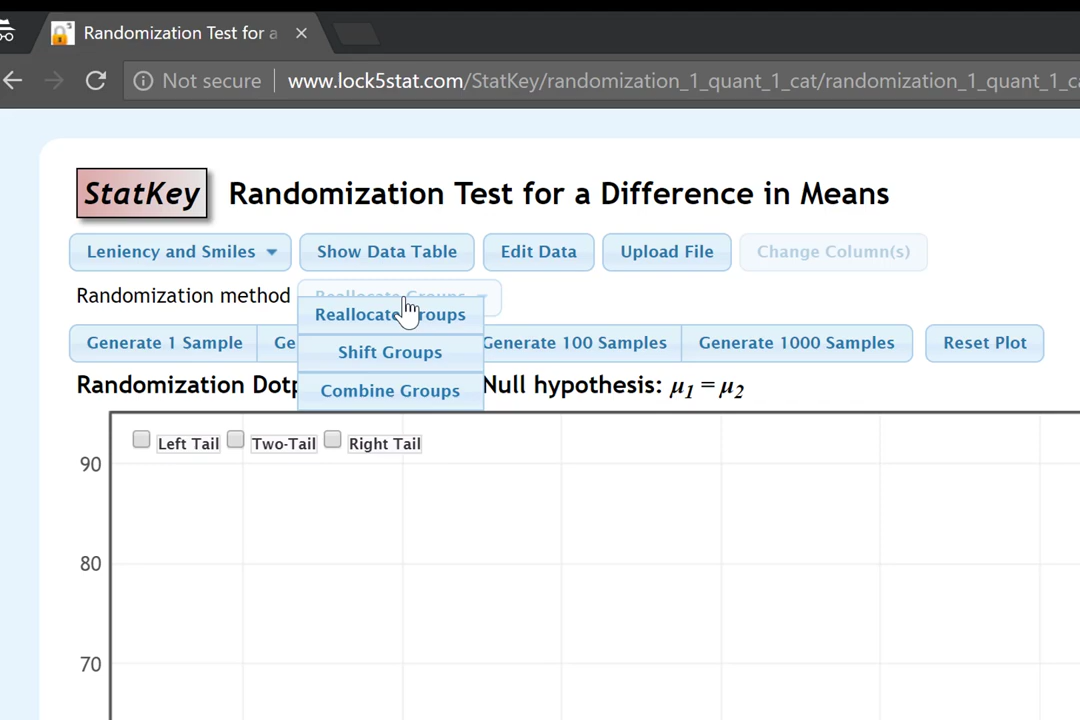 Randomization Test for a
Not secure www.lock5stat.com/StatKey/randomization_1_quant_1_cat/randomization_1_quant_1_ca
StatKey Randomization Test for a Difference in Means
Leniency and Smiles Show Data Table Edit Data Upload File Change Column(s)
Randomization method Reallocate Groups
Reallocate Groups
Shift Groups
Combine Groups
Generate 1 Sample Ge Generate 100 Samples Generate 1000 Samples Reset Plot
Randomization Dotp Null hypothesis: μ1 = μ2
Left Tail Two-Tail Right Tail
90
80
70